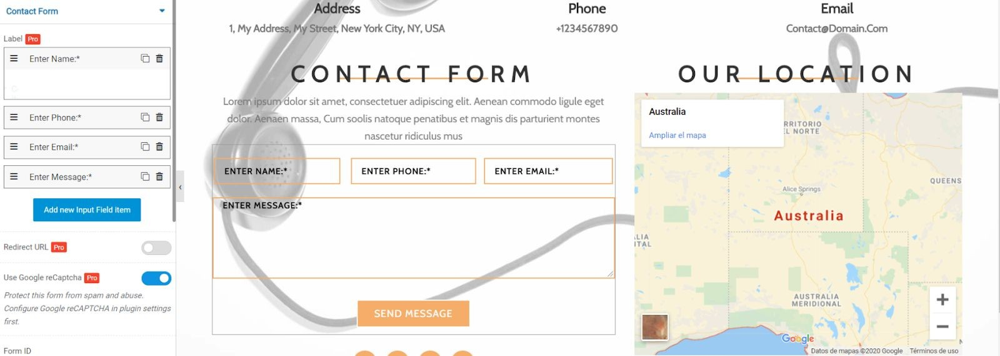 Contact Form
Label Pro
Enter Name:*
Enter Phone:*
Enter Email:*
Enter Message:*
Add new Input Field item
Redirect URL Pro
Use Google reCaptcha Pro
Protect this form from spam and abuse.
Configure Google reCAPTCHA in plugin settings
first.
Form ID
Address
1, My Address, My Street, New York City, NY, USA
Phone
+1234567890
Email
Contact@Domain.Com
CONTACT FORM
Lorem ipsum dolor sit amet, consectetuer adipiscing elit. Aenean commodo ligule eget
dolor. Aenaen massa, Cum soolis natoque penatibus et magnis dis parturient montes
nascetur ridiculus mus
ENTER NAME:*
ENTER PHONE:*
ENTER EMAIL:*
ENTER MESSAGE:*
SEND MESSAGE
OUR LOCATION
Australia
Ampliar el mapa
RRITORIO
EL NORTE
QUEENS
Alice Springs
Australia
ALIA
ITAL
AUSTRALIA
MERIDIONAL
Google
Datos de mapas ©2020 Google
Términos de uso